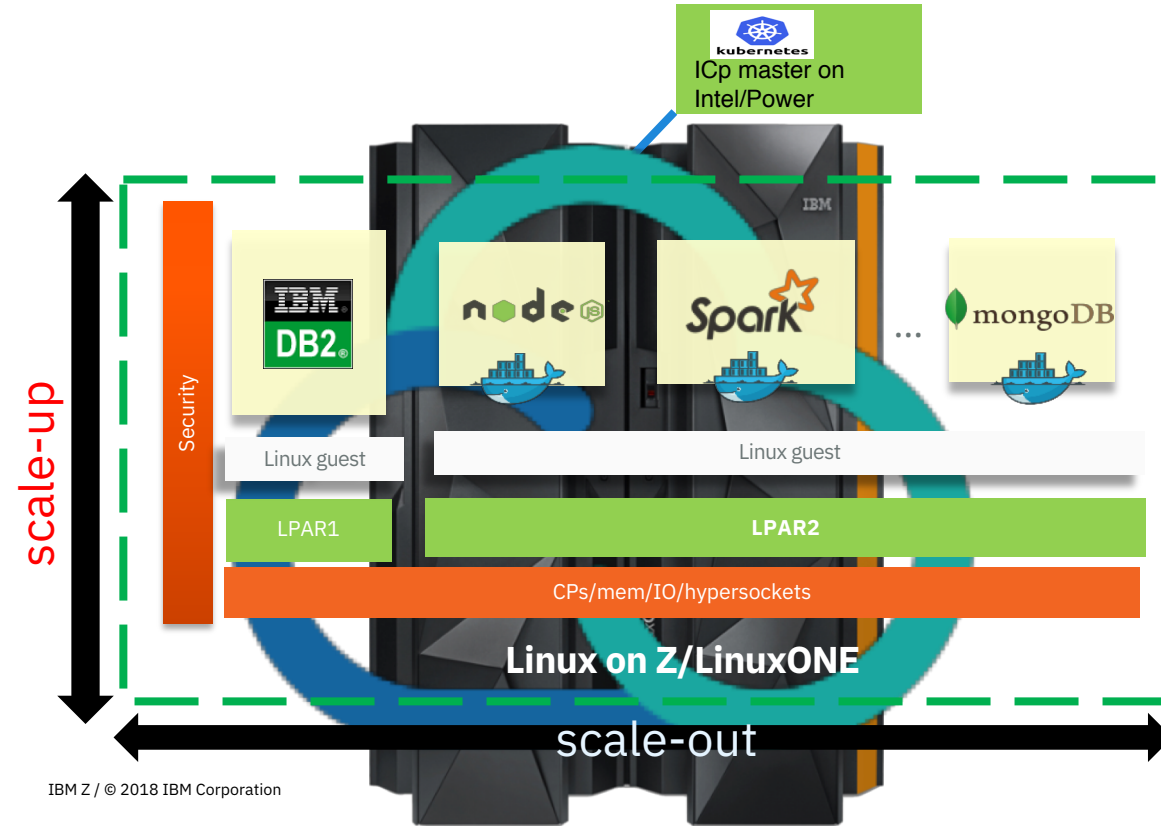 kubernetes
ICp master on
Intel/Power
IBM
scale-up
Security
IBM®
DB2®
node
JS
Spark
...
mongoDB
Linux guest
Linux guest
LPAR1
LPAR2
CPs/mem/IO/hypersockets
Linux on Z/LinuxONE
scale-out
IBM Z / © 2018 IBM Corporation